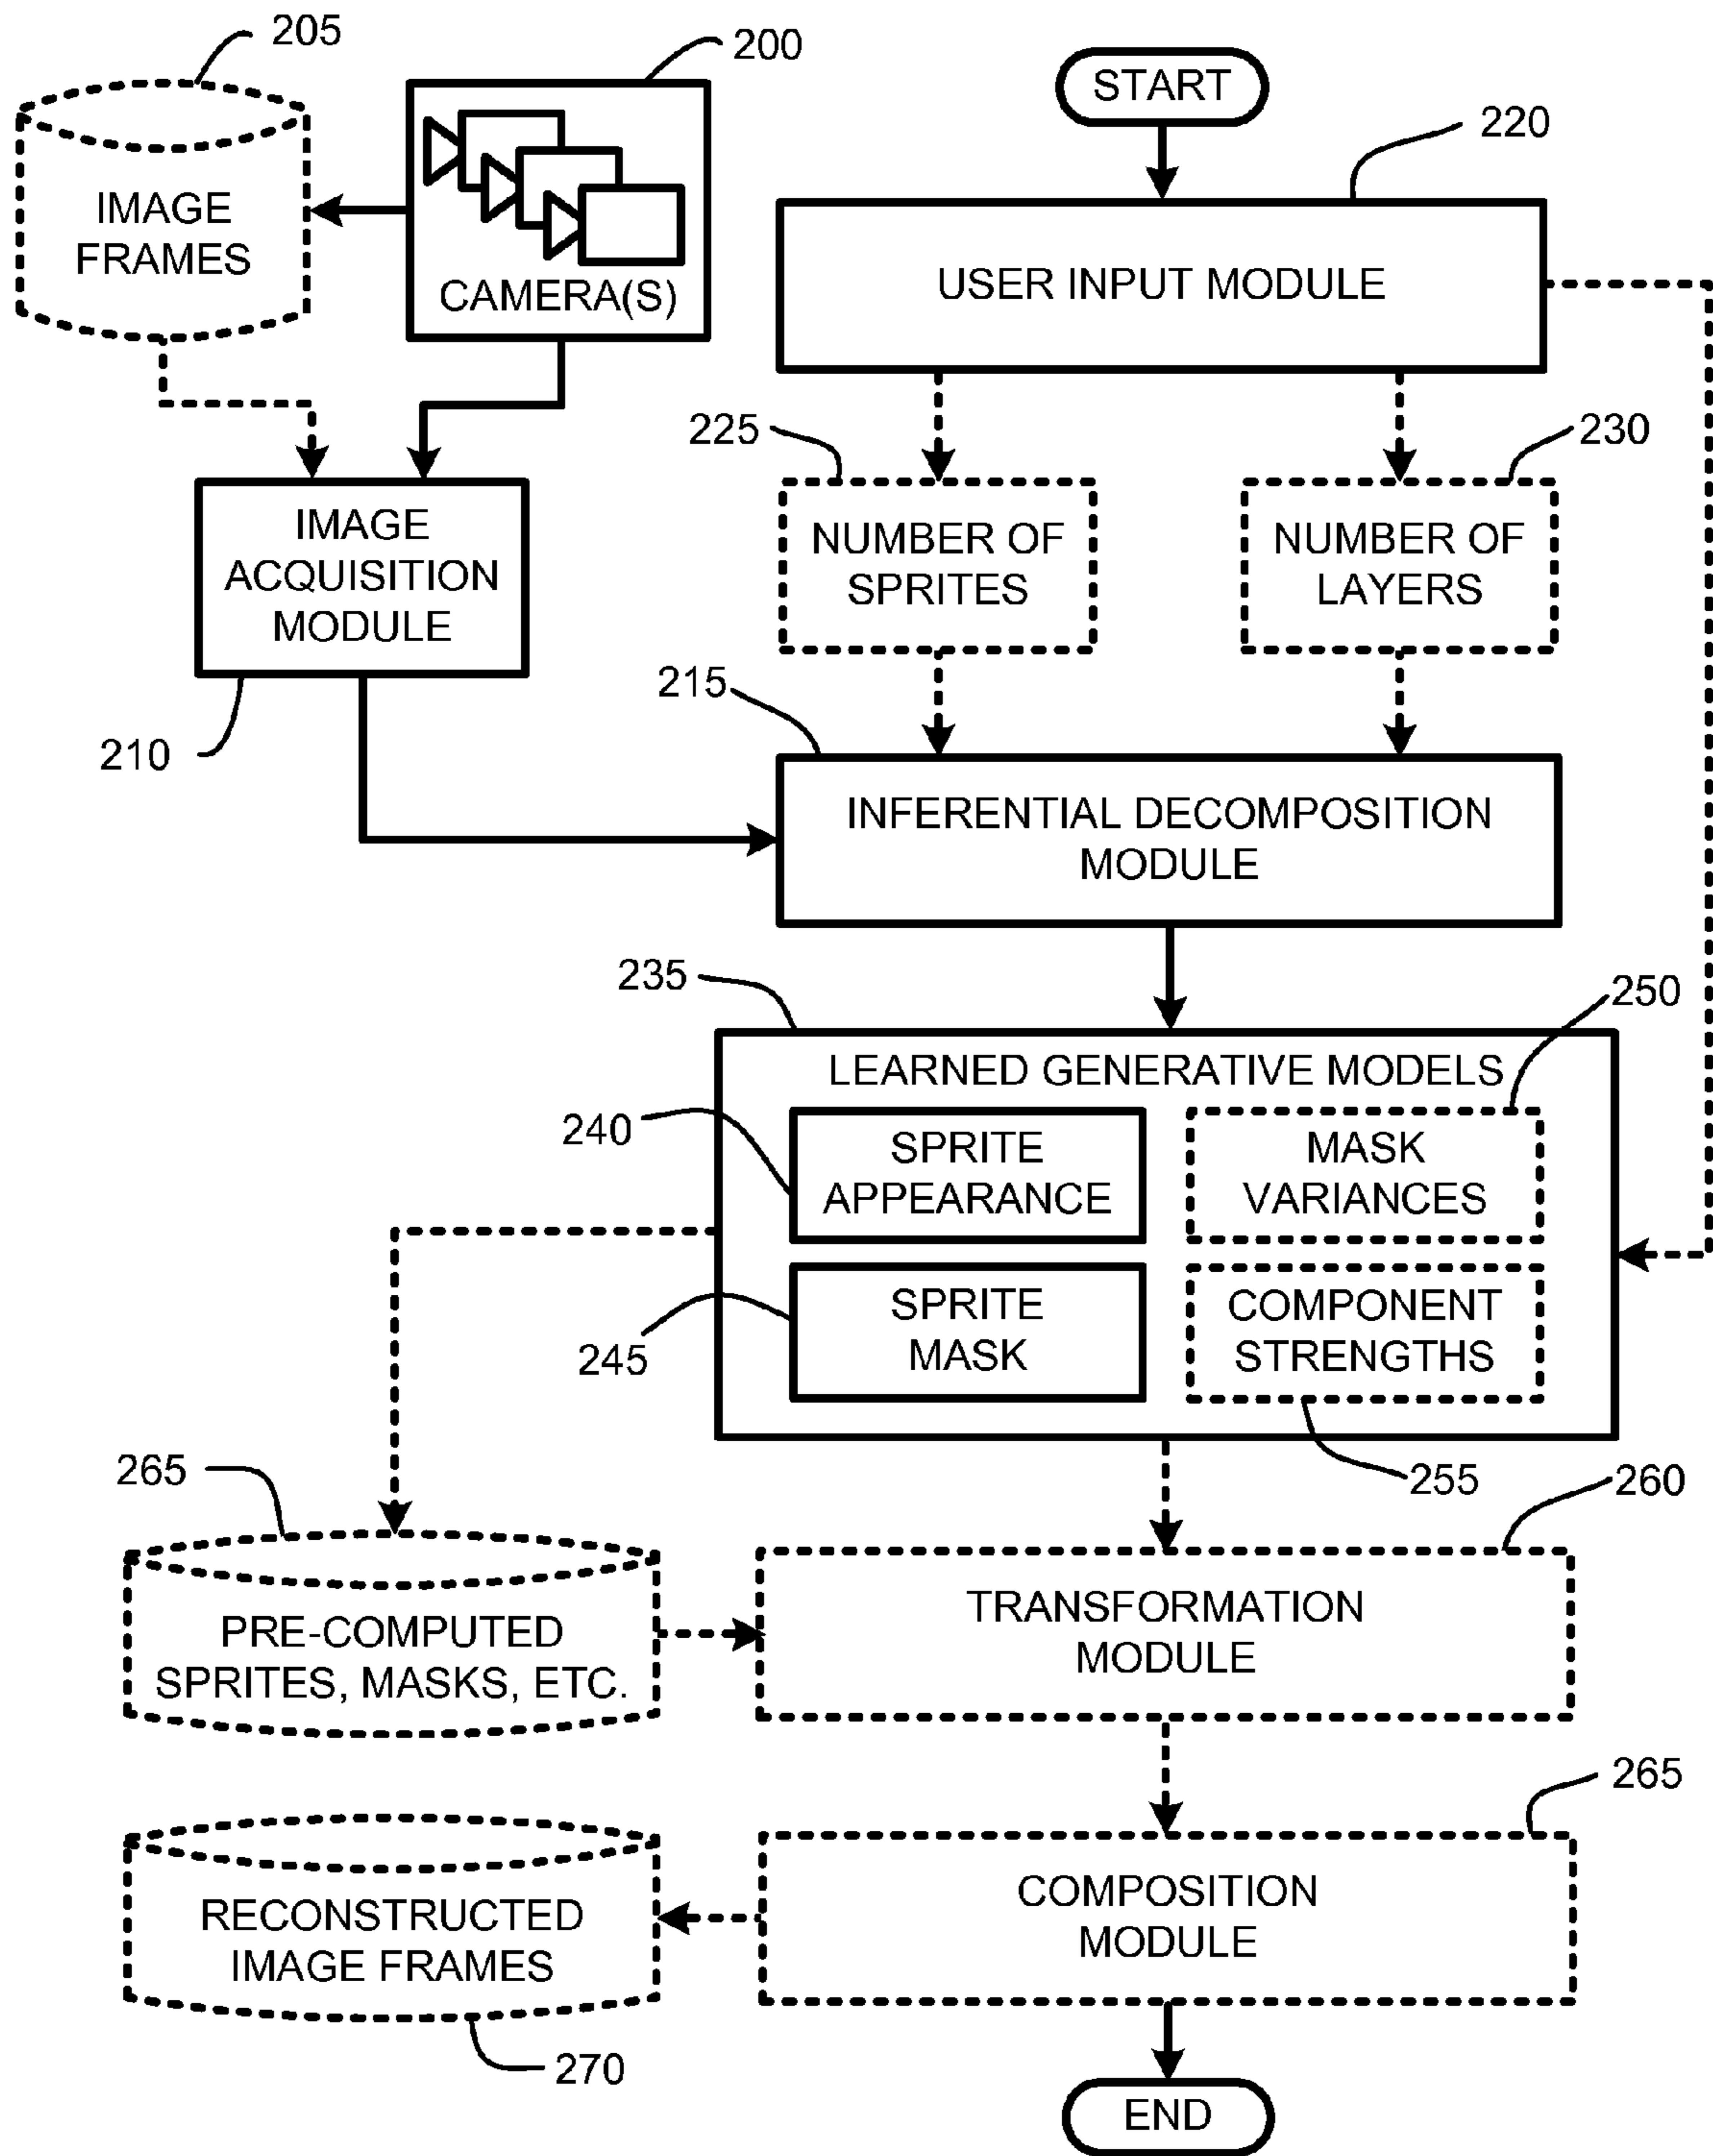 205
200
START
220
IMAGE
FRAMES
CAMERA(S)
USER INPUT MODULE
225
230
IMAGE
ACQUISITION
MODULE
NUMBER OF
SPRITES
NUMBER OF
LAYERS
210
215
INFERENTIAL DECOMPOSITION
MODULE
235
250
LEARNED GENERATIVE MODELS
240
SPRITE
APPEARANCE
MASK
VARIANCES
245
SPRITE
MASK
COMPONENT
STRENGTHS
265
255
260
PRE-COMPUTED
SPRITES, MASKS, ETC.
TRANSFORMATION
MODULE
265
RECONSTRUCTED
IMAGE FRAMES
COMPOSITION
MODULE
270
END